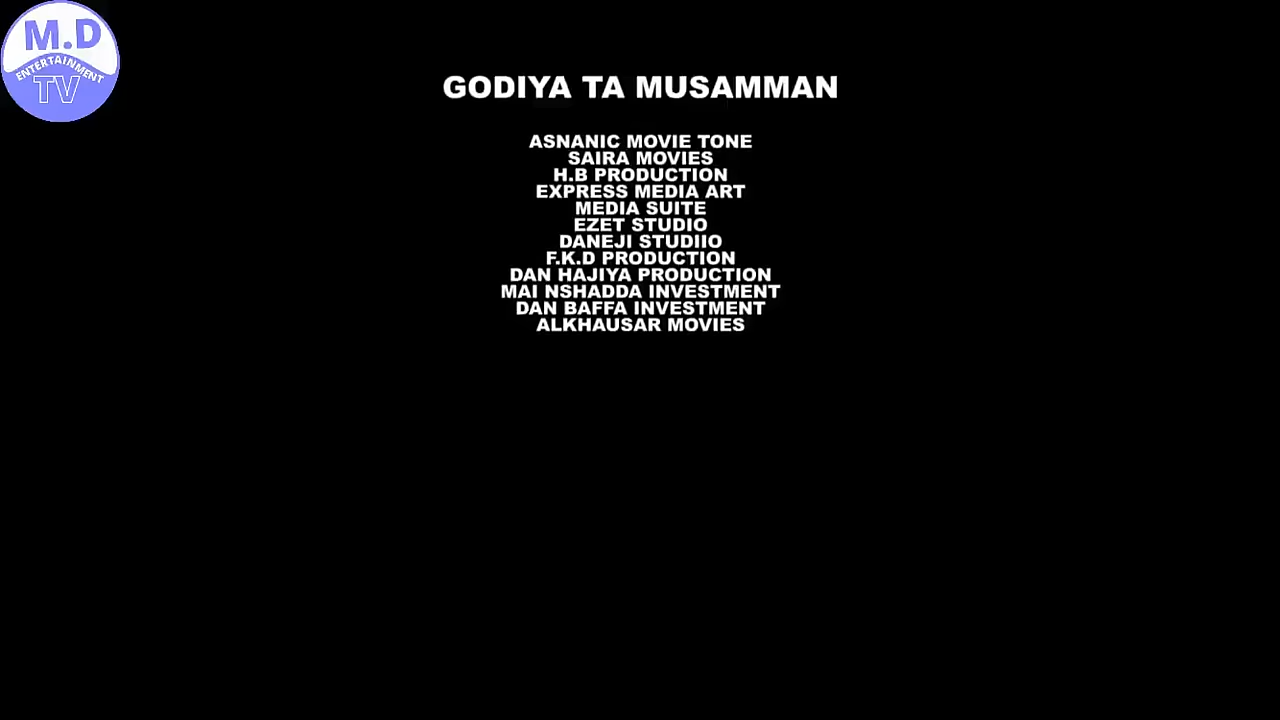 M.D
ENTERTAINMENT
TV
GODIYA TA MUSAMMAN
ASNANIC MOVIE TONE
SAIRA MOVIES
H.B PRODUCTION
EXPRESS MEDIA ART
MEDIA SUITE
EZET STUDIO
DANEJI STUDIIO
F.K.D PRODUCTION
DAN HAJIYA PRODUCTION
MAI NSHADDA INVESTMENT
DAN BAFFA INVESTMENT
ALKHAUSAR MOVIES